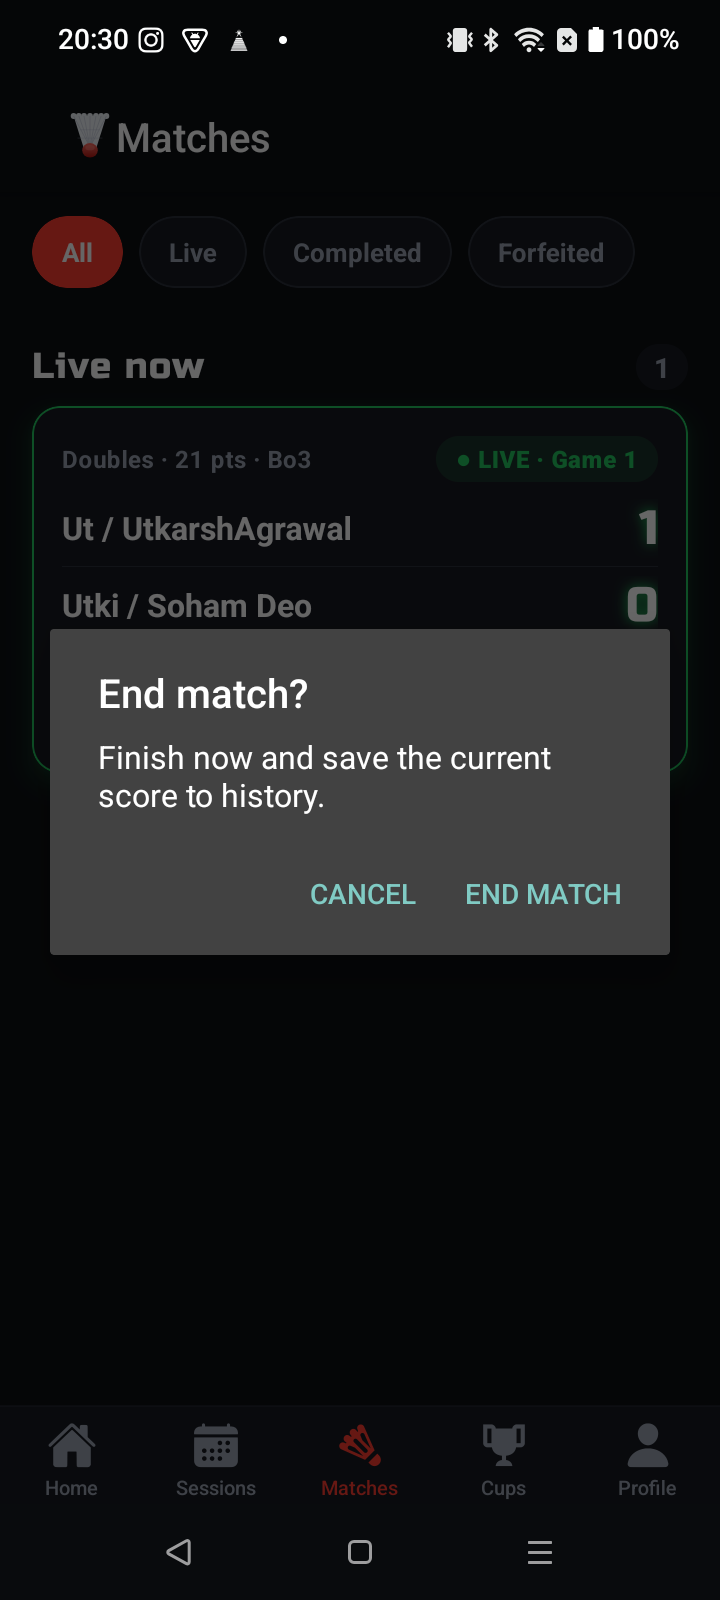 20:30
100%
Matches
All
Live
Completed
Forfeited
Live now
1
Doubles · 21 pts · Bo3
LIVE · Game 1
Ut / UtkarshAgrawal
1
Utki / Soham Deo
0
End match?
Finish now and save the current
score to history.
CANCEL
END MATCH
Home
Sessions
Matches
Cups
Profile